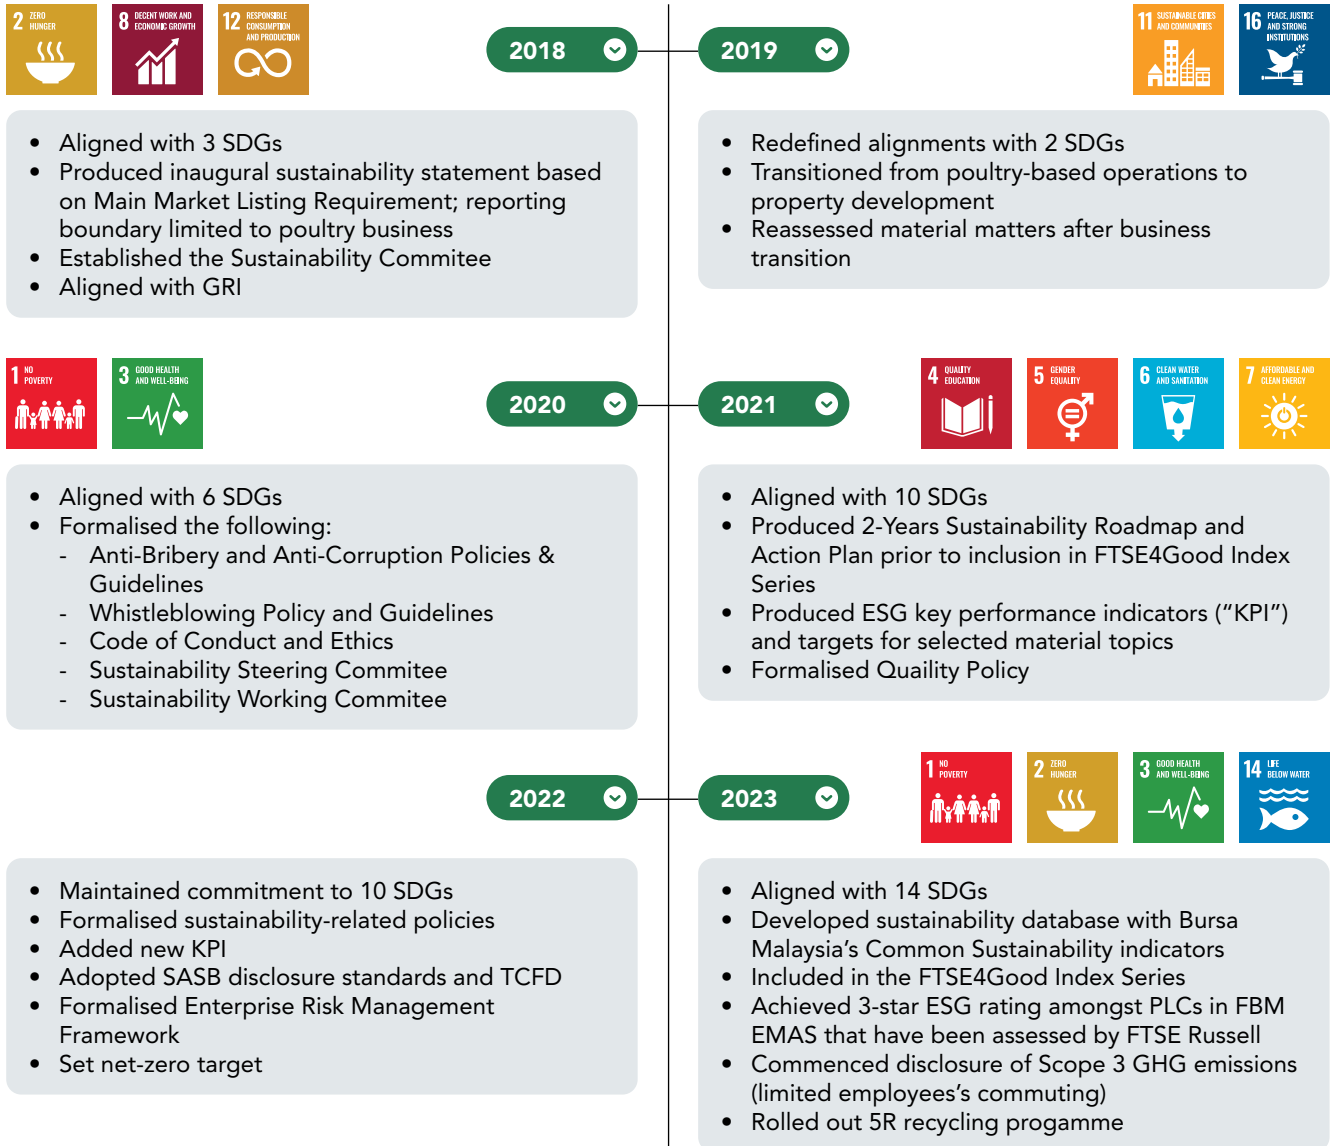 2 ZERO
HUNGER
8 DECENT WORK AND
ECONOMIC GROWTH
12 RESPONSIBLE
CONSUMPTION
AND PRODUCTION
2018
• Aligned with 3 SDGs
• Produced inaugural sustainability statement based
on Main Market Listing Requirement; reporting
boundary limited to poultry business
• Established the Sustainability Commitee
• Aligned with GRI
2019
11 SUSTAINABLE CITIES
AND COMMUNITIES
16 PEACE, JUSTICE
AND STRONG
INSTITUTIONS
• Redefined alignments with 2 SDGs
• Transitioned from poultry-based operations to
property development
• Reassessed material matters after business
transition
1 NO
POVERTY
3 GOOD HEALTH
AND WELL-BEING
2020
• Aligned with 6 SDGs
• Formalised the following:
- Anti-Bribery and Anti-Corruption Policies &
Guidelines
- Whistleblowing Policy and Guidelines
- Code of Conduct and Ethics
- Sustainability Steering Commitee
- Sustainability Working Commitee
2021
4 QUALITY
EDUCATION
5 GENDER
EQUALITY
6 CLEAN WATER
AND SANITATION
7 AFFORDABLE AND
CLEAN ENERGY
• Aligned with 10 SDGs
• Produced 2-Years Sustainability Roadmap and
Action Plan prior to inclusion in FTSE4Good Index
Series
• Produced ESG key performance indicators (“KPI”)
and targets for selected material topics
• Formalised Quaility Policy
2022
• Maintained commitment to 10 SDGs
• Formalised sustainability-related policies
• Added new KPI
• Adopted SASB disclosure standards and TCFD
• Formalised Enterprise Risk Management
Framework
• Set net-zero target
2023
1 NO
POVERTY
2 ZERO
HUNGER
3 GOOD HEALTH
AND WELL-BEING
14 LIFE
BELOW WATER
• Aligned with 14 SDGs
• Developed sustainability database with Bursa
Malaysia’s Common Sustainability indicators
• Included in the FTSE4Good Index Series
• Achieved 3-star ESG rating amongst PLCs in FBM
EMAS that have been assessed by FTSE Russell
• Commenced disclosure of Scope 3 GHG emissions
(limited employees’s commuting)
• Rolled out 5R recycling progamme